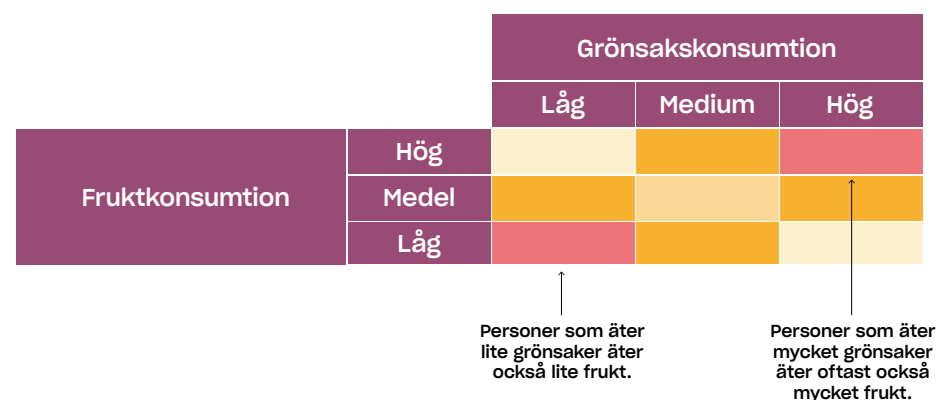 Grönsakskonsumtion
Låg Medium Hög
Fruktkonsumtion
Hög
Medel
Låg
Personer som äter
lite grönsaker äter
också lite frukt.
Personer som äter
mycket grönsaker
äter oftast också
mycket frukt.